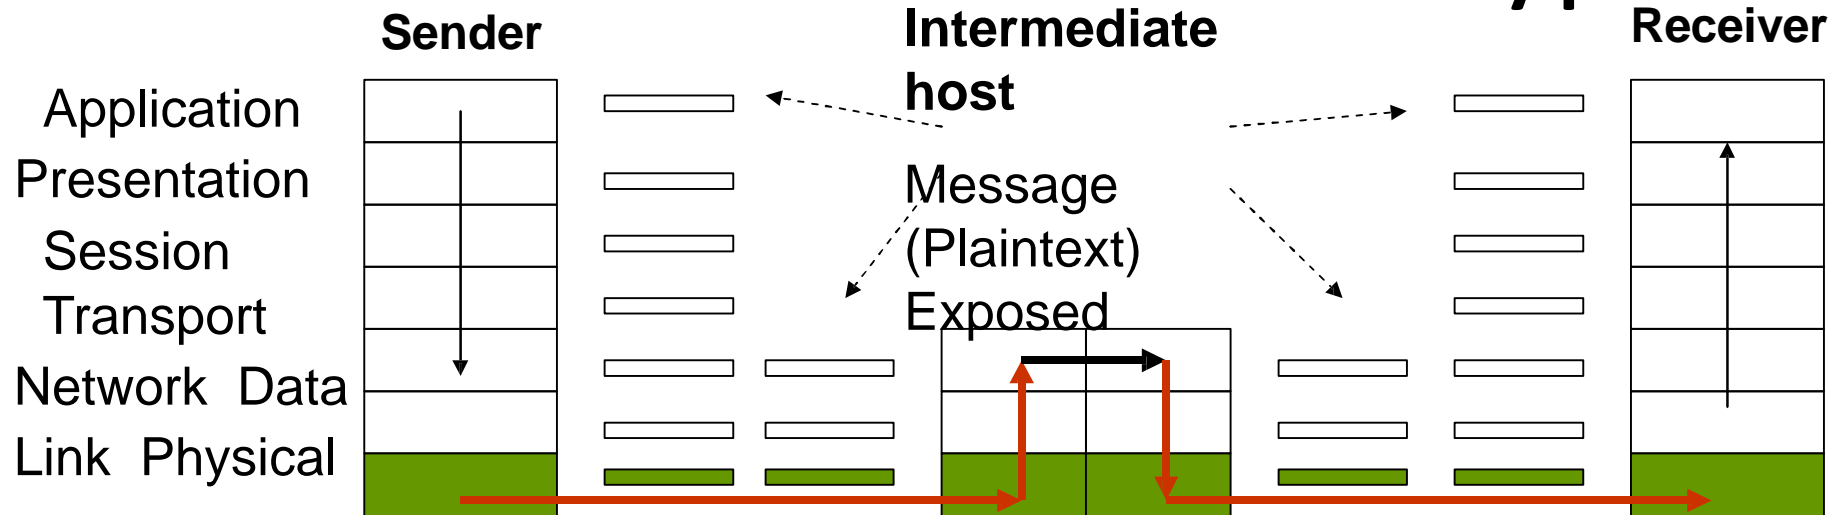 Sender
Intermediate
host
Receiver
Application
Presentation
Session
Transport
Network Data
Link Physical
Message
(Plaintext)
Exposed